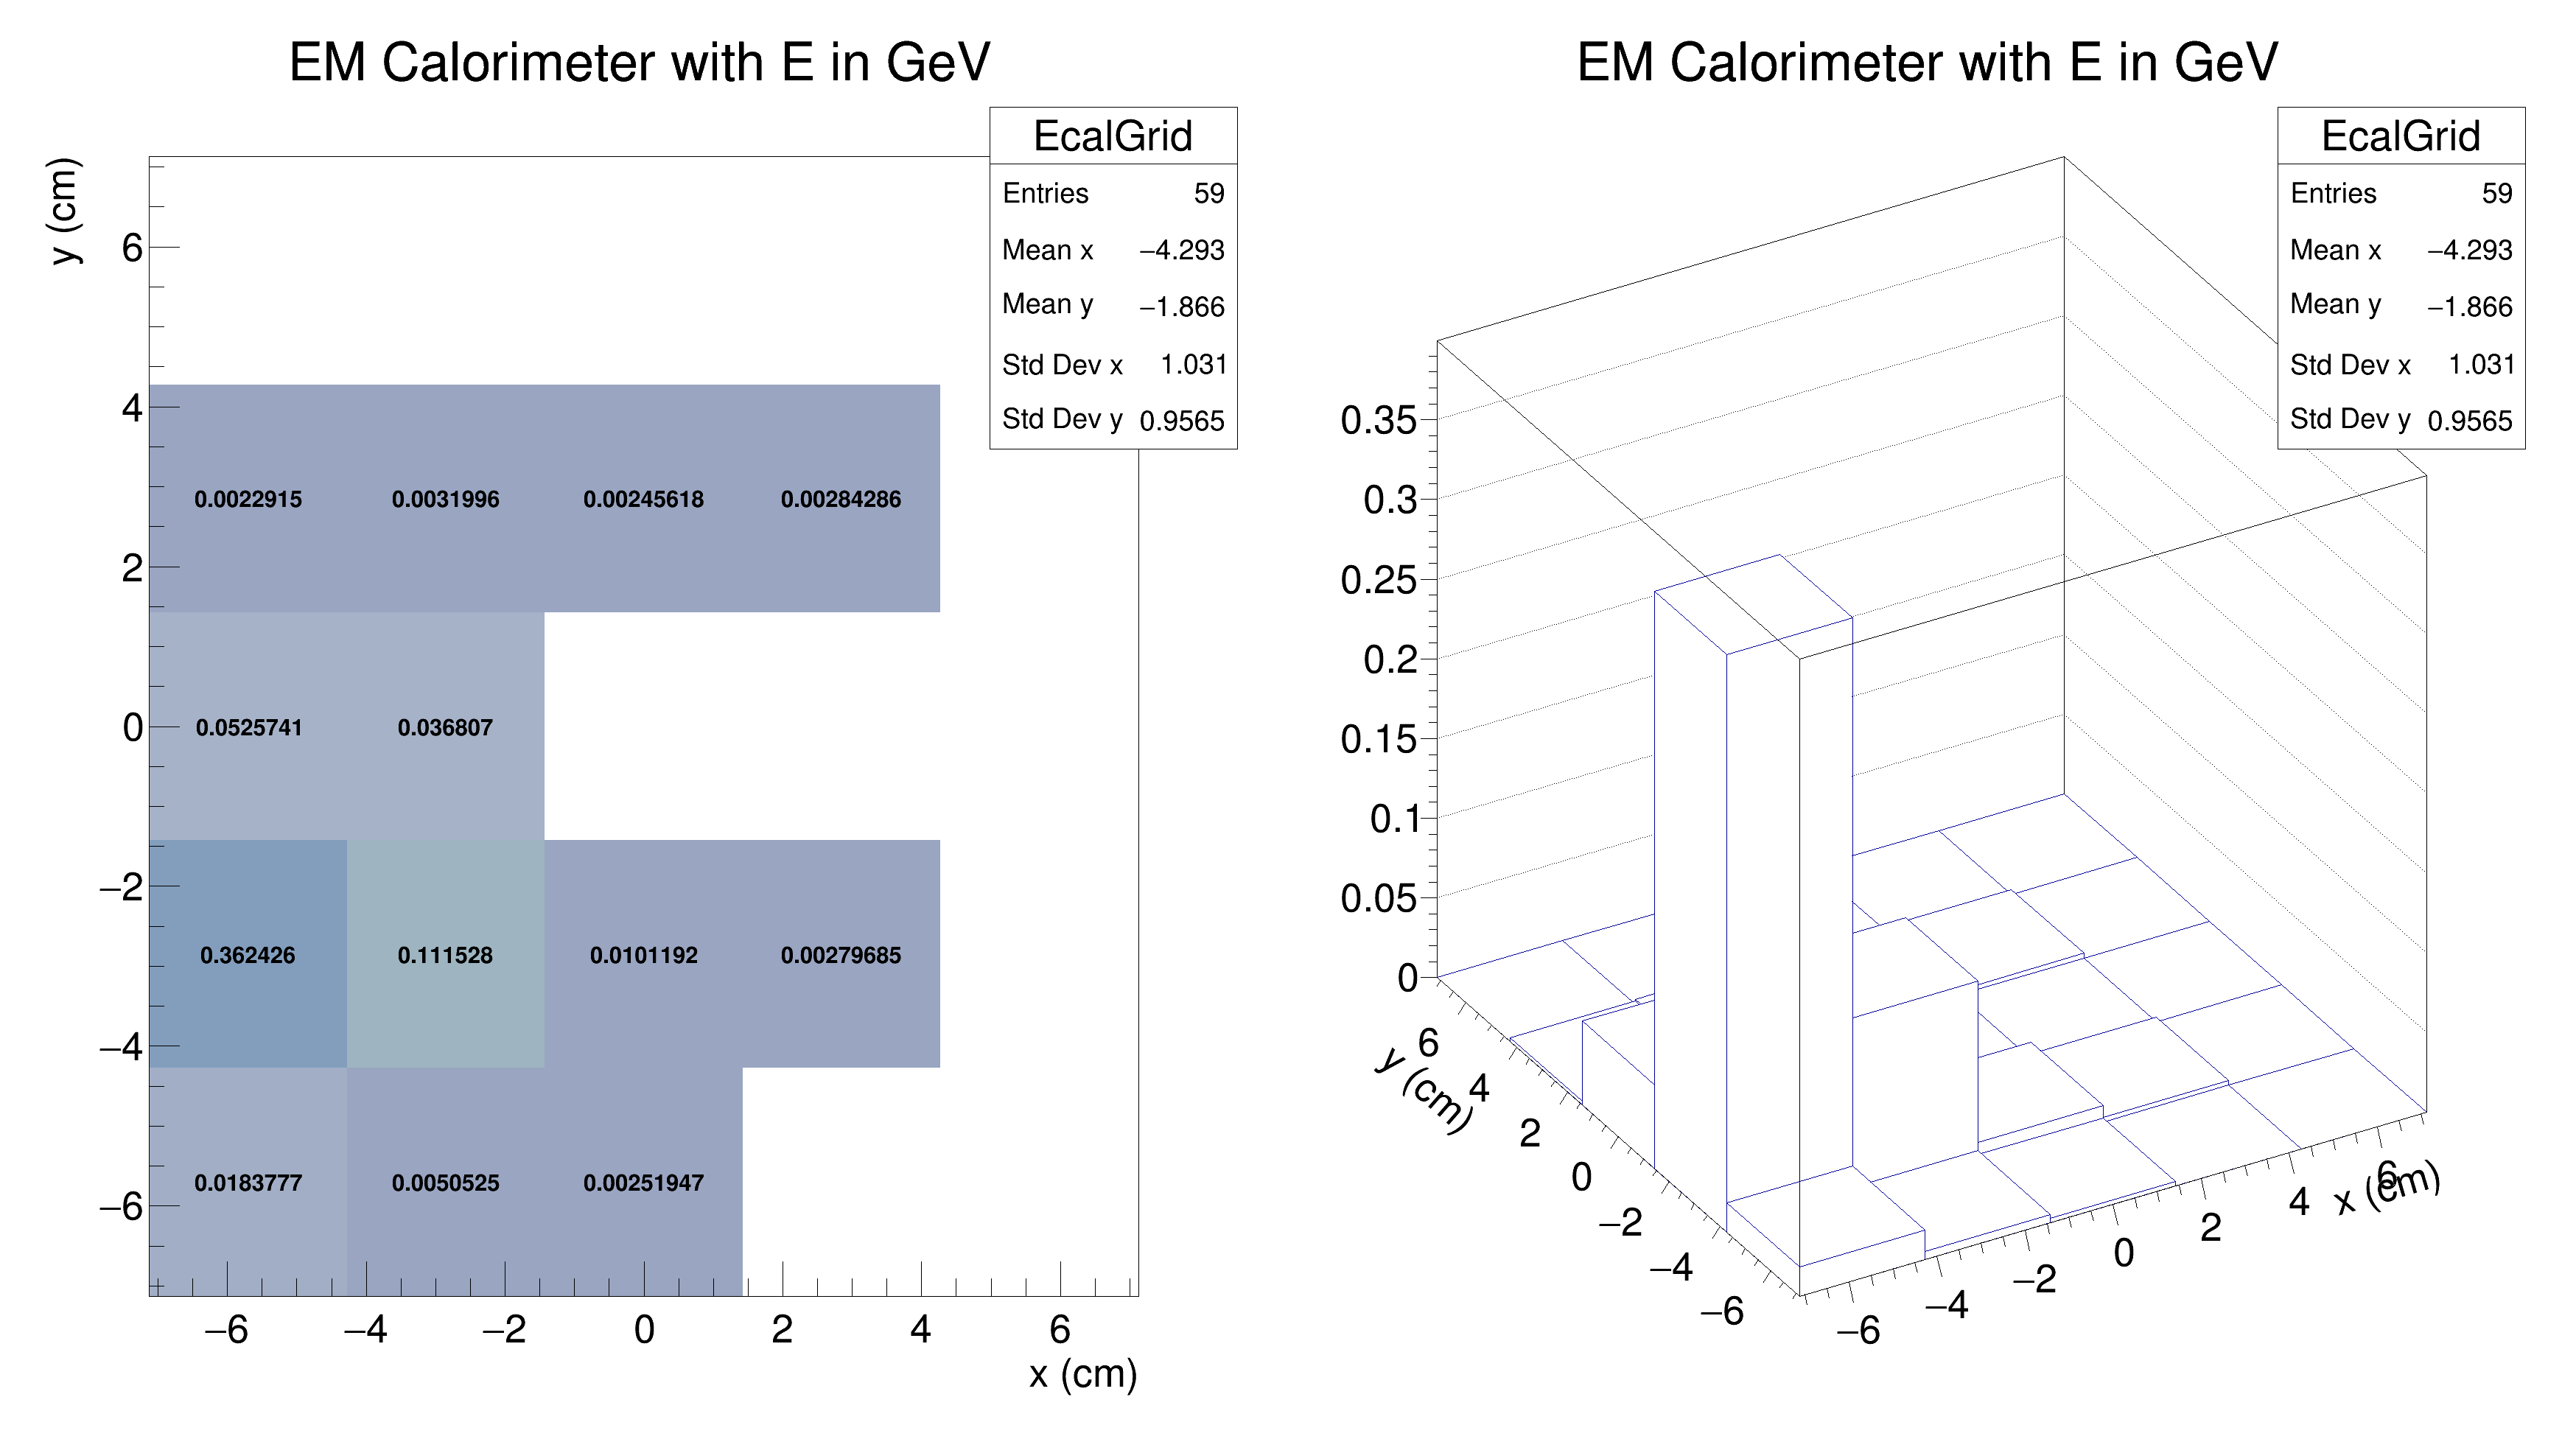 EM Calorimeter with E in GeV
EcalGrid
Entries 59
Mean x −4.293
Mean y −1.866
Std Dev x 1.031
Std Dev y 0.9565
y (cm)
6
4
2
0
−2
−4
−6
0.0022915 0.0031996 0.00245618 0.00284286
0.0525741 0.036807
0.362426 0.111528 0.0101192 0.00279685
0.0183777 0.0050525 0.00251947
−6 −4 −2 0 2 4 6
x (cm)
EM Calorimeter with E in GeV
EcalGrid
Entries 59
Mean x −4.293
Mean y −1.866
Std Dev x 1.031
Std Dev y 0.9565
0.35
0.3
0.25
0.2
0.15
0.1
0.05
0
y (cm)
6
4
2
0
−2
−4
−6
−6 −4 −2 0 2 4 6
x (cm)